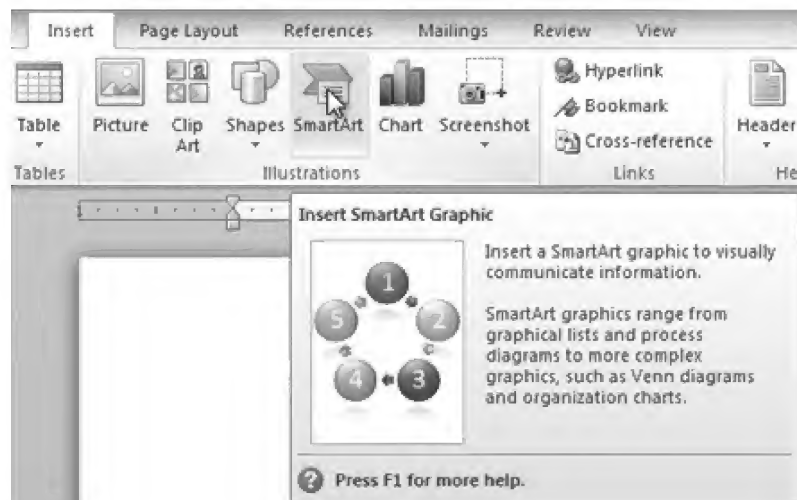 Insert Page Layout References Mailings Review View
Table Picture Clip Art Shapes SmartArt Chart Screenshot
Hyperlink
Bookmark
Cross-reference
Header
Tables Illustrations Links He
Insert SmartArt Graphic
1
2
3
4
5
Insert a SmartArt graphic to visually
communicate information.
SmartArt graphics range from
graphical lists and process
diagrams to more complex
graphics, such as Venn diagrams
and organization charts.
Press F1 for more help.